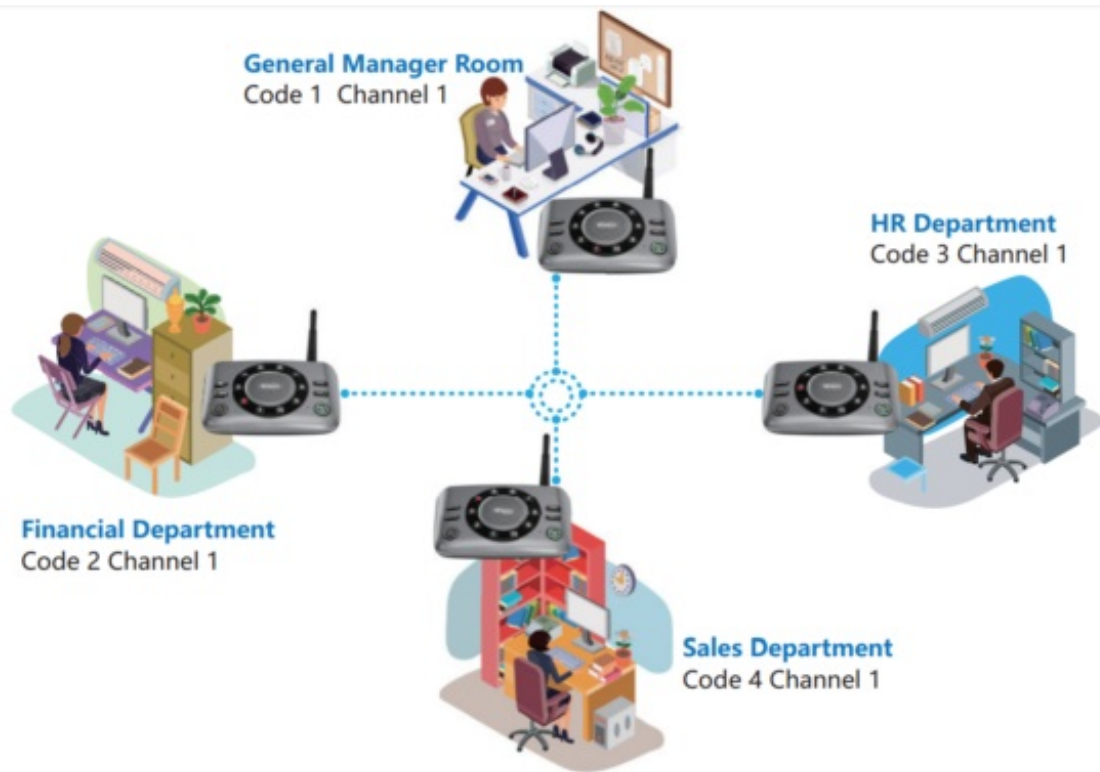 General Manager Room
Code 1 Channel 1
HR Department
Code 3 Channel 1
Financial Department
Code 2 Channel 1
Sales Department
Code 4 Channel 1